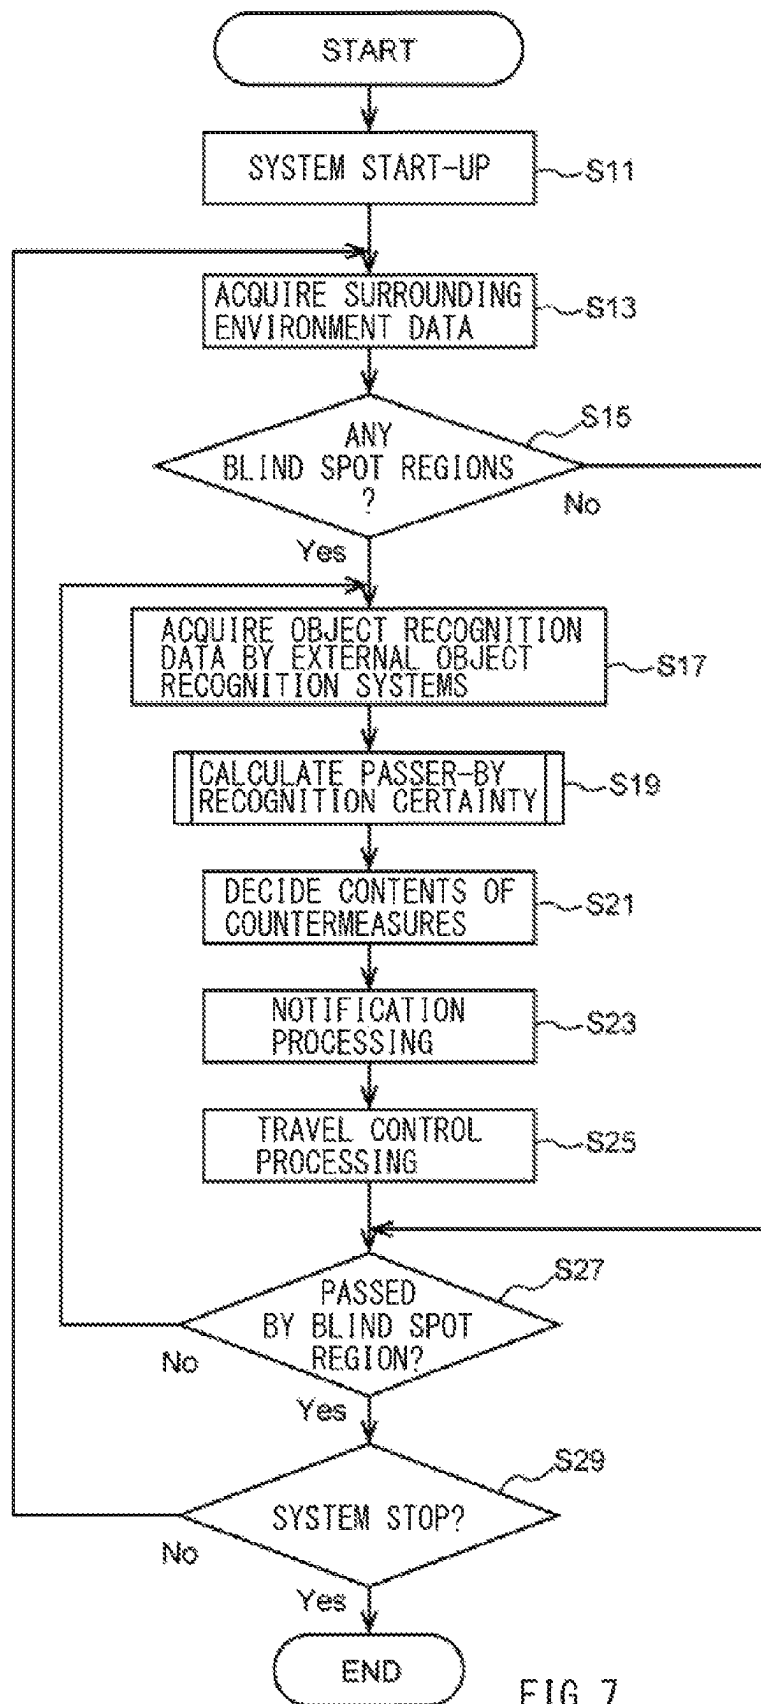 START
SYSTEM START-UP
S11
ACQUIRE SURROUNDING
ENVIRONMENT DATA
S13
ANY
BLIND SPOT REGIONS
?
S15
No
Yes
ACQUIRE OBJECT RECOGNITION
DATA BY EXTERNAL OBJECT
RECOGNITION SYSTEMS
S17
CALCULATE PASSER-BY
RECOGNITION CERTAINTY
S19
DECIDE CONTENTS OF
COUNTERMEASURES
S21
NOTIFICATION
PROCESSING
S23
TRAVEL CONTROL
PROCESSING
S25
PASSED
BY BLIND SPOT
REGION?
S27
No
Yes
SYSTEM STOP?
S29
No
Yes
END
FIG. 7